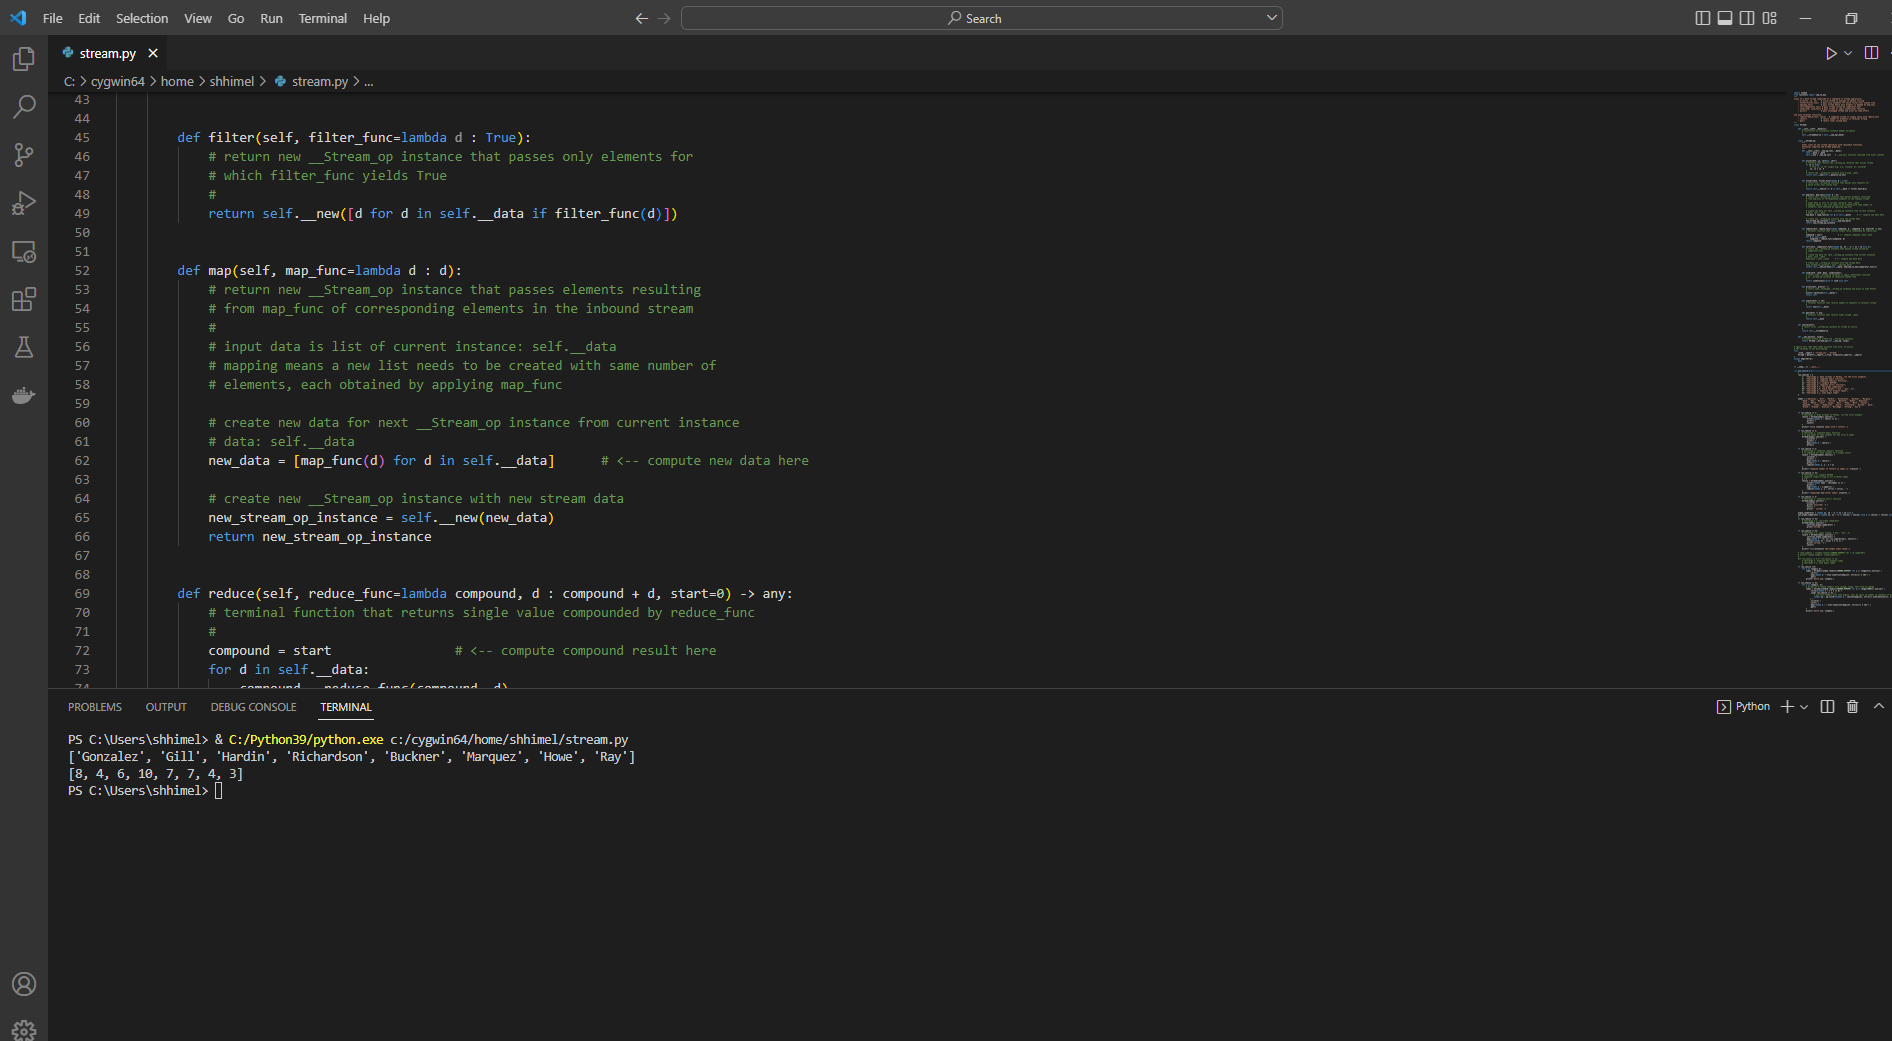 File Edit Selection View Go Run Terminal Help
Search
stream.py
C: > cygwin64 > home > shhimel > stream.py > ...
43
44
45 def filter(self, filter_func=lambda d : True):
46 # return new __Stream_op instance that passes only elements for
47 # which filter_func yields True
48 #
49 return self.__new([d for d in self.__data if filter_func(d)])
50
51
52 def map(self, map_func=lambda d : d):
53 # return new __Stream_op instance that passes elements resulting
54 # from map_func of corresponding elements in the inbound stream
55 #
56 # input data is list of current instance: self.__data
57 # mapping means a new list needs to be created with same number of
58 # elements, each obtained by applying map_func
59
60 # create new data for next __Stream_op instance from current instance
61 # data: self.__data
62 new_data = [map_func(d) for d in self.__data] # <-- compute new data here
63
64 # create new __Stream_op instance with new stream data
65 new_stream_op_instance = self.__new(new_data)
66 return new_stream_op_instance
67
68
69 def reduce(self, reduce_func=lambda compound, d : compound + d, start=0) -> any:
70 # terminal function that returns single value compounded by reduce_func
71 #
72 compound = start # <-- compute compound result here
73 for d in self.__data:
74 compound = reduce_func(compound, d)
PROBLEMS OUTPUT DEBUG CONSOLE TERMINAL
Python
PS C:\Users\shhimel> & C:/Python39/python.exe c:/cygwin64/home/shhimel/stream.py
['Gonzalez', 'Gill', 'Hardin', 'Richardson', 'Buckner', 'Marquez', 'Howe', 'Ray']
[8, 4, 6, 10, 7, 7, 4, 3]
PS C:\Users\shhimel>